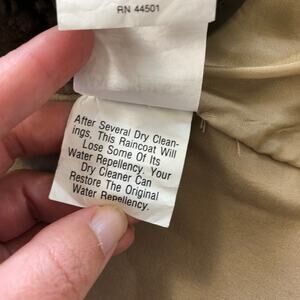 RN 44501
After Several Dry Clean-
ings, This Raincoat Will
Lose Some Of Its
Water Repellency. Your
Dry Cleaner Can
Restore The Original
Water Repellency.